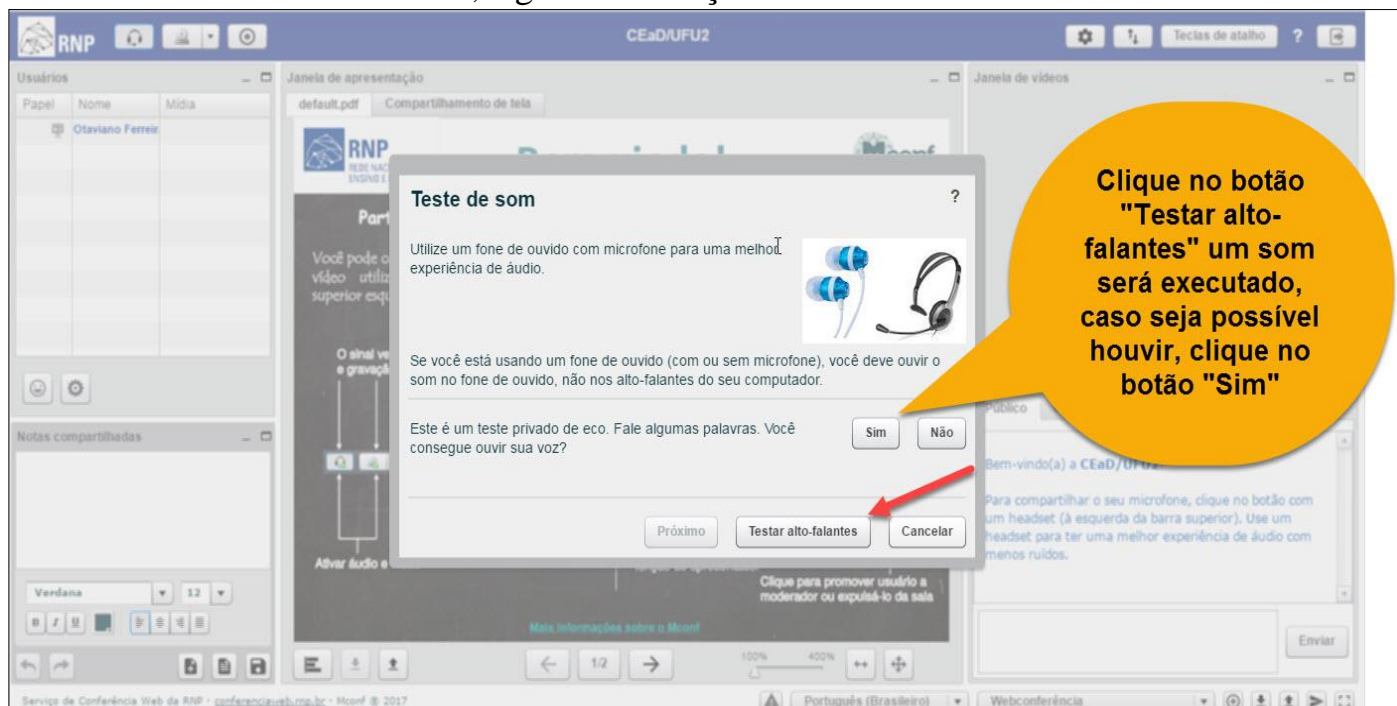 RNP
CEaD/UFU2
Teclas de atalho
?
Usuários
Janela de apresentação
Janela de vídeos
Papel Nome Mídia
default.pdf Compartilhamento de tela
Otaviano Ferreir
RNP
Mconf
Teste de som
?
Utilize um fone de ouvido com microfone para uma melhor
experiência de áudio.
Se você está usando um fone de ouvido (com ou sem microfone), você deve ouvir o
som no fone de ouvido, não nos alto-falantes do seu computador.
Este é um teste privado de eco. Fale algumas palavras. Você
consegue ouvir sua voz?
Sim Não
Próximo Testar alto-falantes Cancelar
Clique no botão
"Testar alto-
falantes" um som
será executado,
caso seja possível
houvir, clique no
botão "Sim"
Você pode
vídeo
superior
O sinal
Ativar áudio
Clique para promover usuário a
moderador ou expulsá-lo da sala
Mais informações sobre o Mconf
1/2
100% 400%
Notas compartilhadas
Verdana 12
Público
Bem-vindo(a) a CEaD/UFU2
Para compartilhar o seu microfone, clique no botão com
um headset (à esquerda da barra superior). Use um
headset para ter uma melhor experiência de áudio com
menos ruídos.
Enviar
Serviço de Conferência Web da RNP · conferenciaweb.rnp.br · Mconf © 2017
Português (Brasileiro)
Webconferência